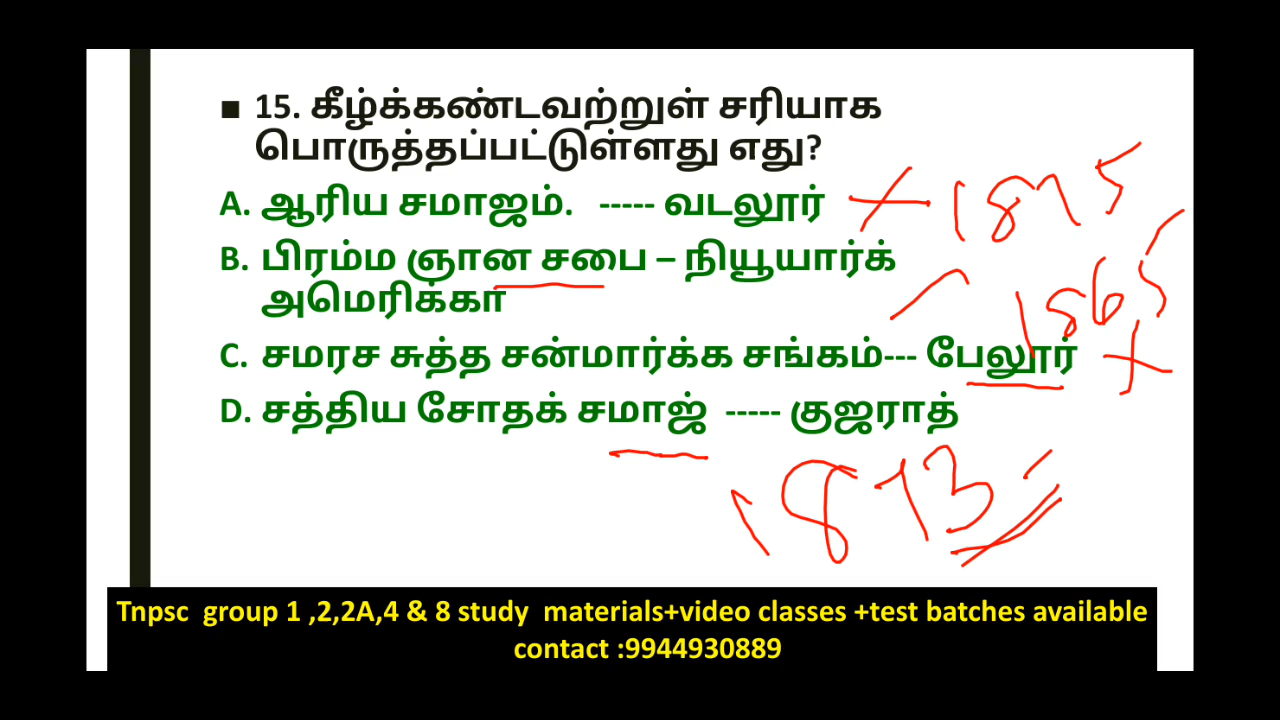 ■ 15. கீழ்க்கண்டவற்றுள் சரியாக
பொருத்தப்பட்டுள்ளது எது?
A. ஆரிய சமாஜம். ----- வடலூர் 1875
B. பிரம்ம ஞான சபை – நியூயார்க்
அமெரிக்கா 1865
C. சமரச சுத்த சன்மார்க்க சங்கம்--- பேலூர்
D. சத்திய சோதக் சமாஜ் ----- குஜராத்
1873
Tnpsc group 1 ,2,2A,4 & 8 study materials+video classes +test batches available
contact :9944930889